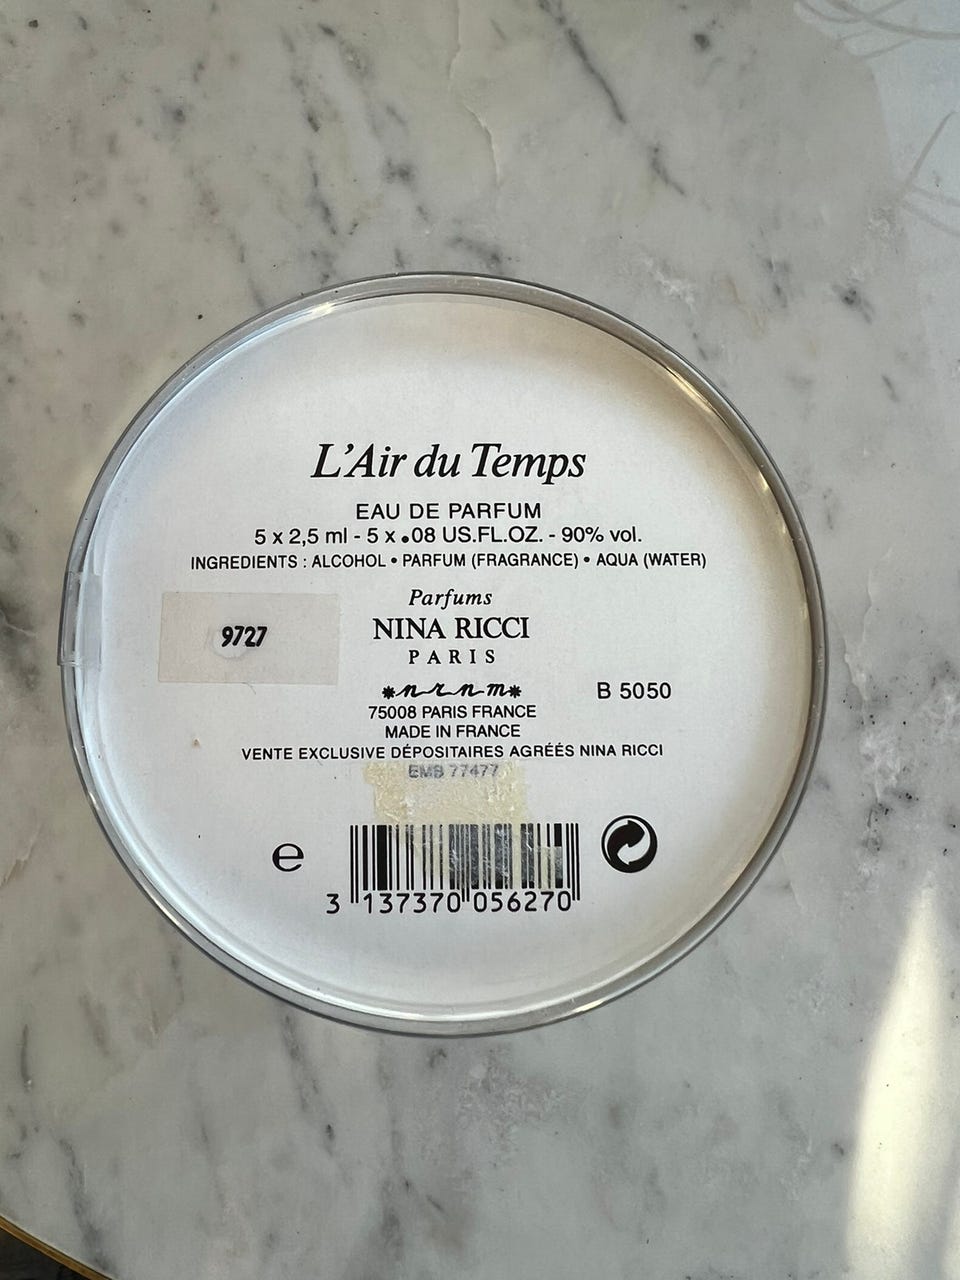 L'Air du Temps
EAU DE PARFUM
5 x 2,5 ml - 5 x .08 US.FL.OZ. - 90% vol.
INGREDIENTS : ALCOHOL • PARFUM (FRAGRANCE) • AQUA (WATER)
Parfums
NINA RICCI
PARIS
9727
*nrnm*
B 5050
75008 PARIS FRANCE
MADE IN FRANCE
VENTE EXCLUSIVE DÉPOSITAIRES AGRÉÉS NINA RICCI
EMB 77477
e
3 137370 056270